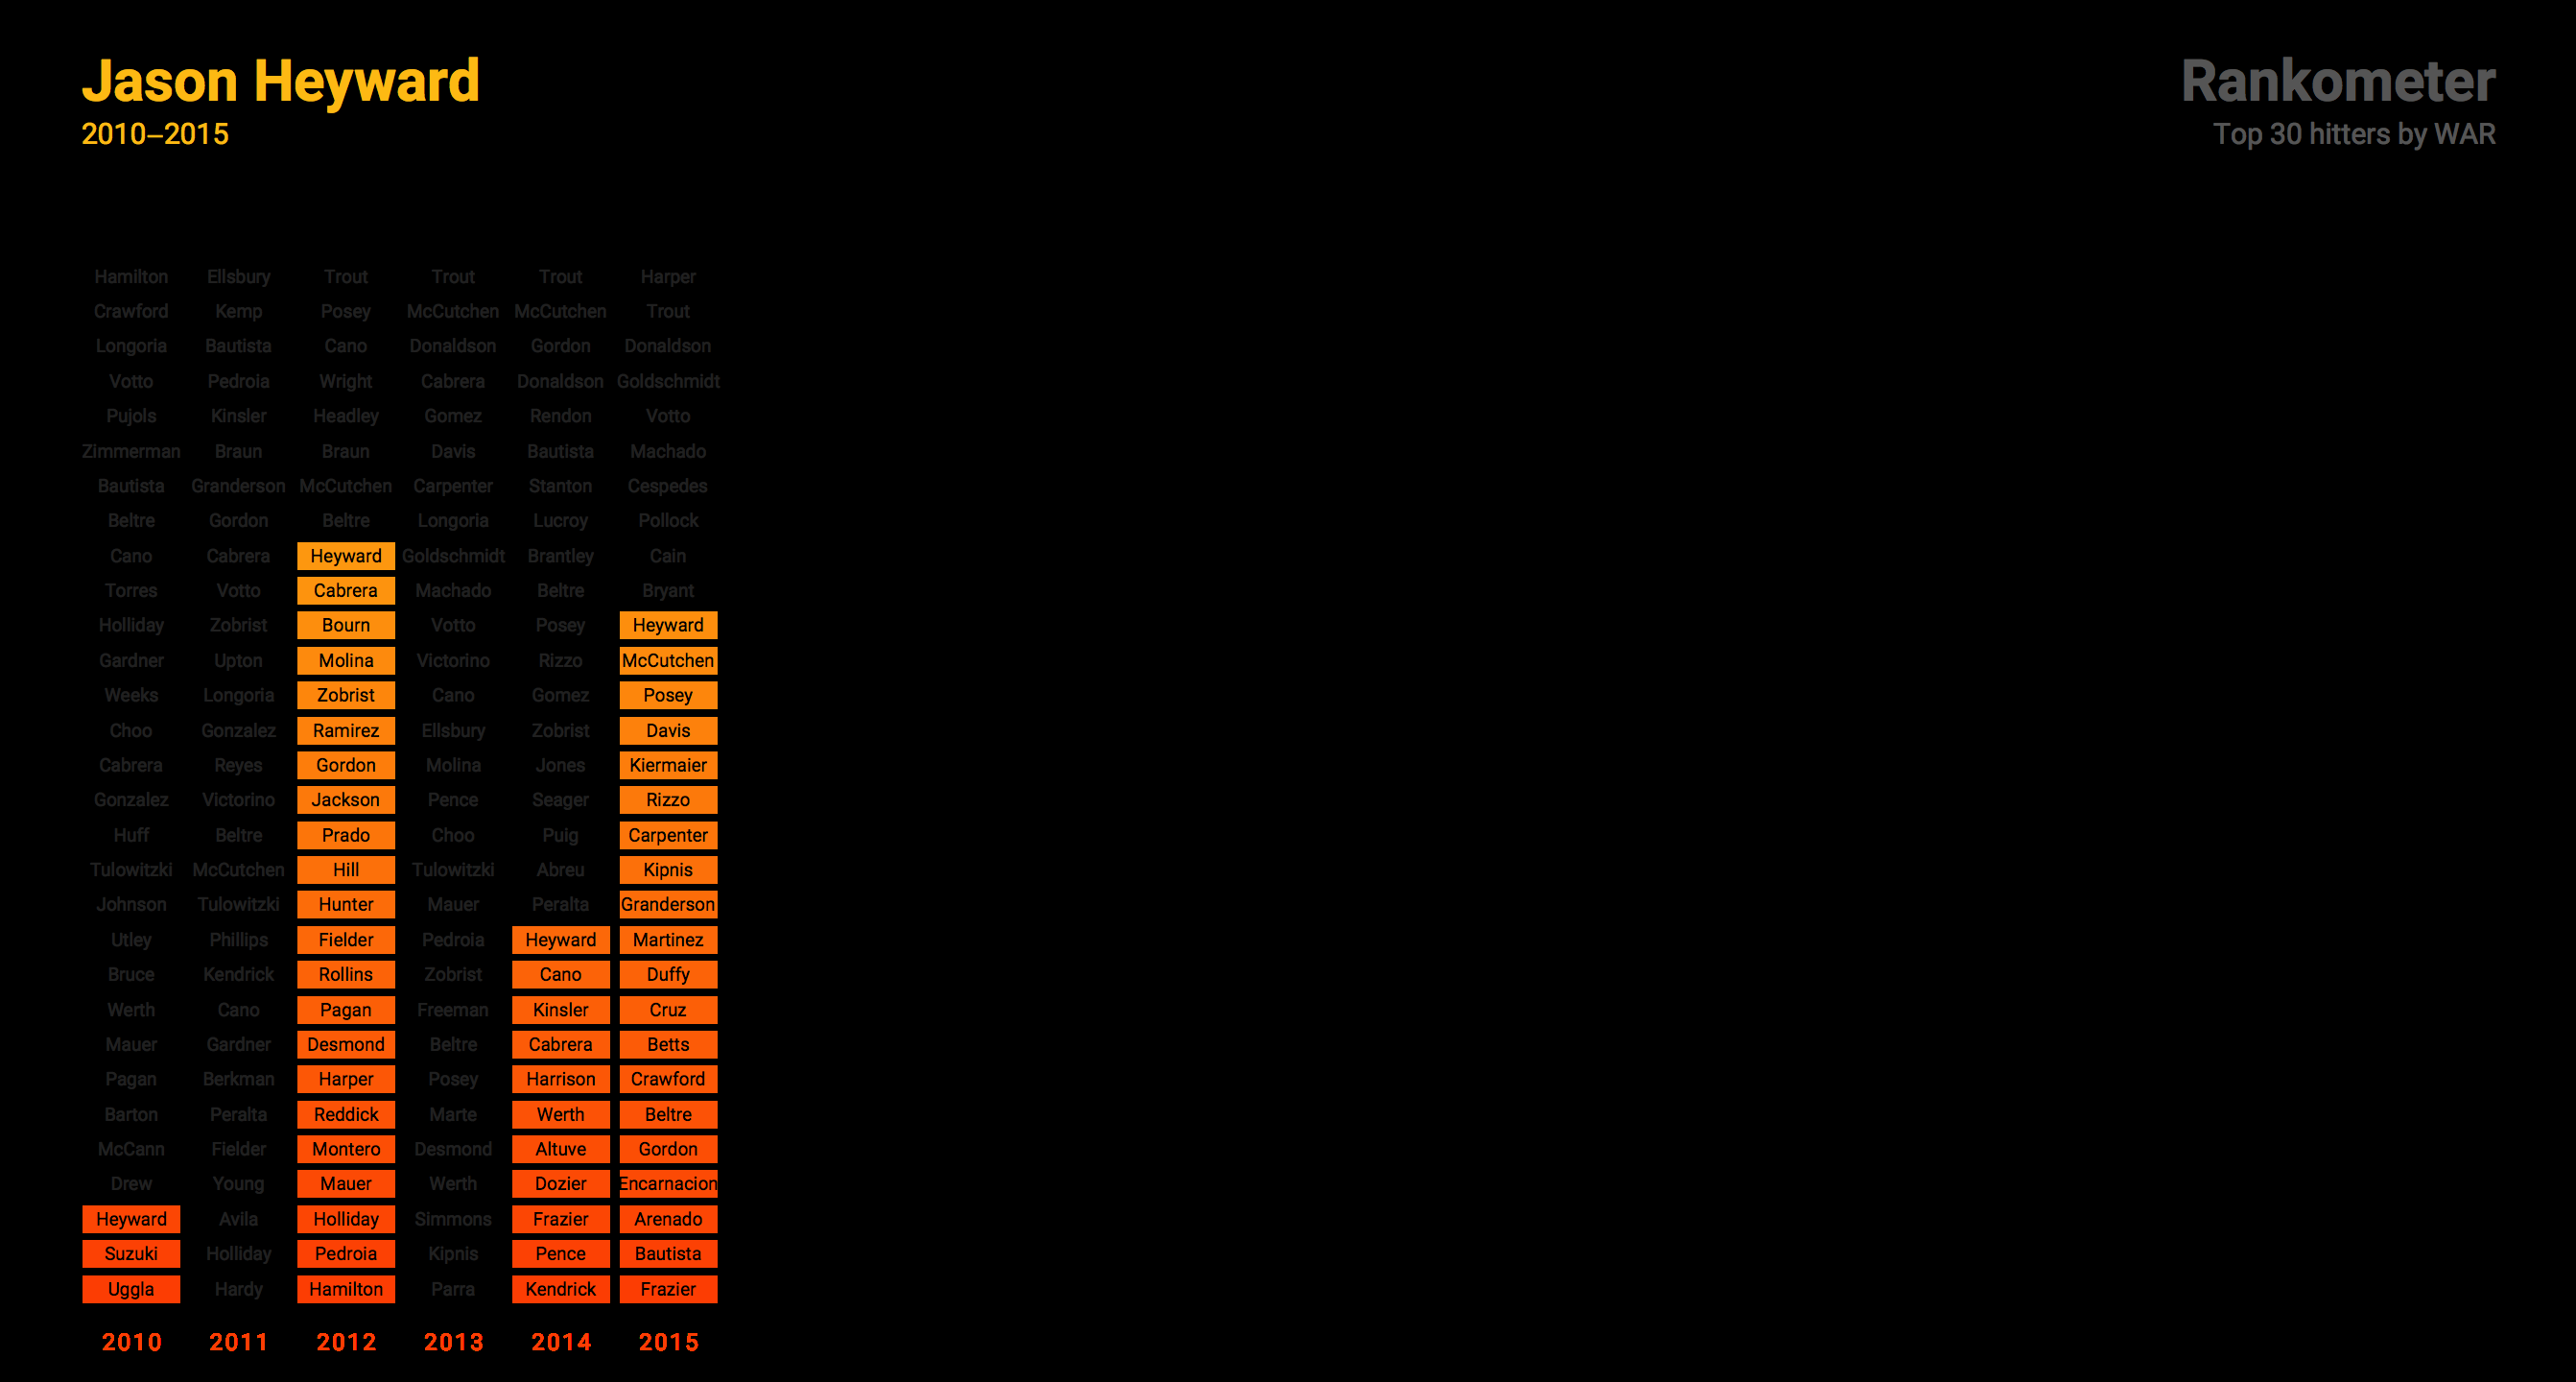 Jason Heyward
2010–2015
Rankometer
Top 30 hitters by WAR
Hamilton Ellsbury Trout Trout Trout Harper
Crawford Kemp Posey McCutchen McCutchen Trout
Longoria Bautista Cano Donaldson Gordon Donaldson
Votto Pedroia Wright Cabrera Donaldson Goldschmidt
Pujols Kinsler Headley Gomez Rendon Votto
Zimmerman Braun Braun Davis Bautista Machado
Bautista Granderson McCutchen Carpenter Stanton Cespedes
Beltre Gordon Beltre Longoria Lucroy Pollock
Cano Cabrera Heyward Goldschmidt Brantley Cain
Torres Votto Cabrera Machado Beltre Bryant
Holliday Zobrist Bourn Votto Posey Heyward
Gardner Upton Molina Victorino Rizzo McCutchen
Weeks Longoria Zobrist Cano Gomez Posey
Choo Gonzalez Ramirez Ellsbury Zobrist Davis
Cabrera Reyes Gordon Molina Jones Kiermaier
Gonzalez Victorino Jackson Pence Seager Rizzo
Huff Beltre Prado Choo Puig Carpenter
Tulowitzki McCutchen Hill Tulowitzki Abreu Kipnis
Johnson Tulowitzki Hunter Mauer Peralta Granderson
Utley Phillips Fielder Pedroia Heyward Martinez
Bruce Kendrick Rollins Zobrist Cano Duffy
Werth Cano Pagan Freeman Kinsler Cruz
Mauer Gardner Desmond Beltre Cabrera Betts
Pagan Berkman Harper Posey Harrison Crawford
Barton Peralta Reddick Marte Werth Beltre
McCann Fielder Montero Desmond Altuve Gordon
Drew Young Mauer Werth Dozier Encarnacion
Heyward Avila Holliday Simmons Frazier Arenado
Suzuki Holliday Pedroia Kipnis Pence Bautista
Uggla Hardy Hamilton Parra Kendrick Frazier
2010 2011 2012 2013 2014 2015